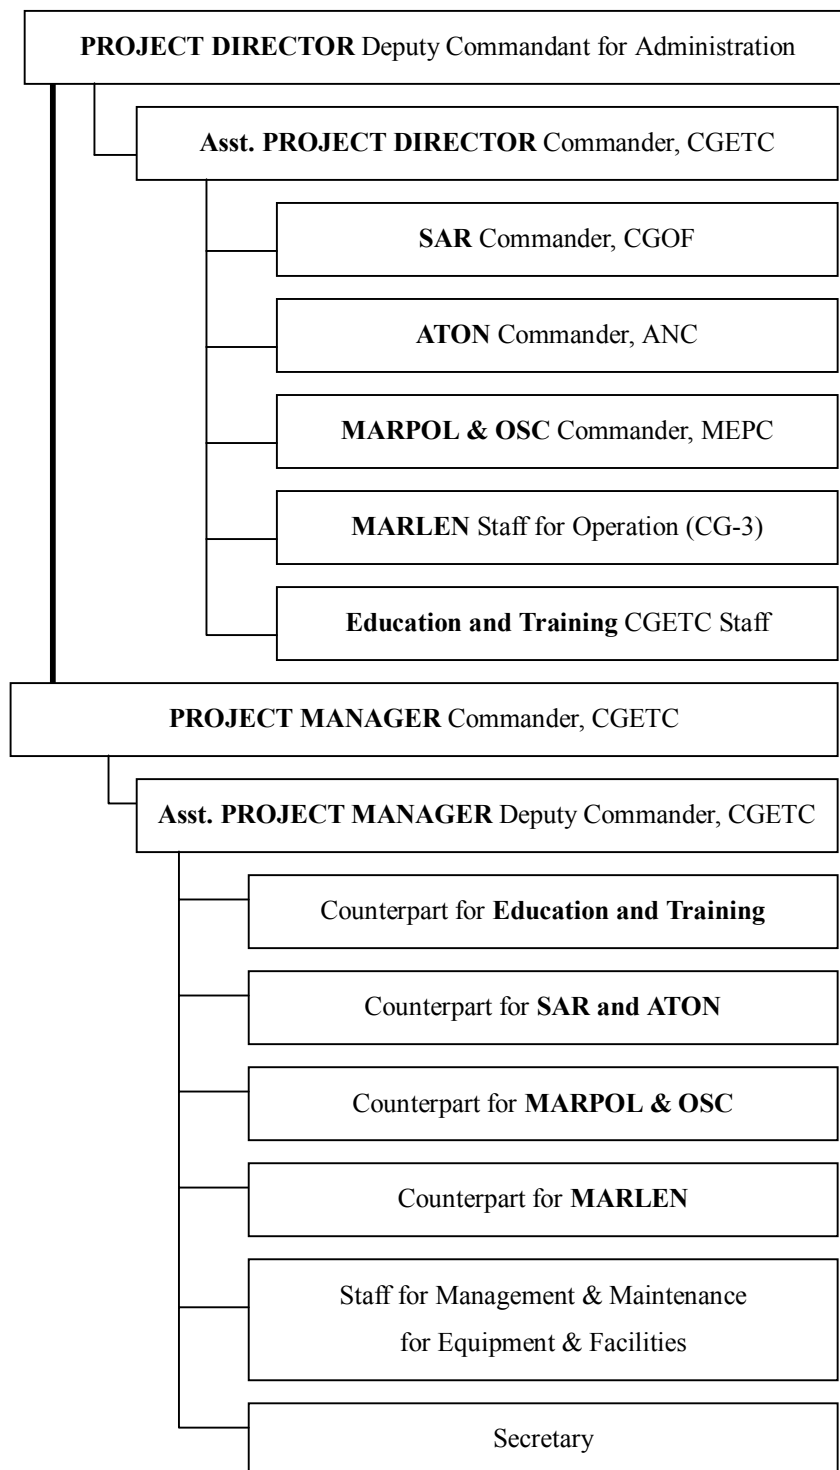 PROJECT DIRECTOR Deputy Commandant for Administration
Asst. PROJECT DIRECTOR Commander, CGETC
SAR Commander, CGOF
ATON Commander, ANC
MARPOL & OSC Commander, MEPC
MARLEN Staff for Operation (CG-3)
Education and Training CGETC Staff
PROJECT MANAGER Commander, CGETC
Asst. PROJECT MANAGER Deputy Commander, CGETC
Counterpart for Education and Training
Counterpart for SAR and ATON
Counterpart for MARPOL & OSC
Counterpart for MARLEN
Staff for Management & Maintenance
for Equipment & Facilities
Secretary